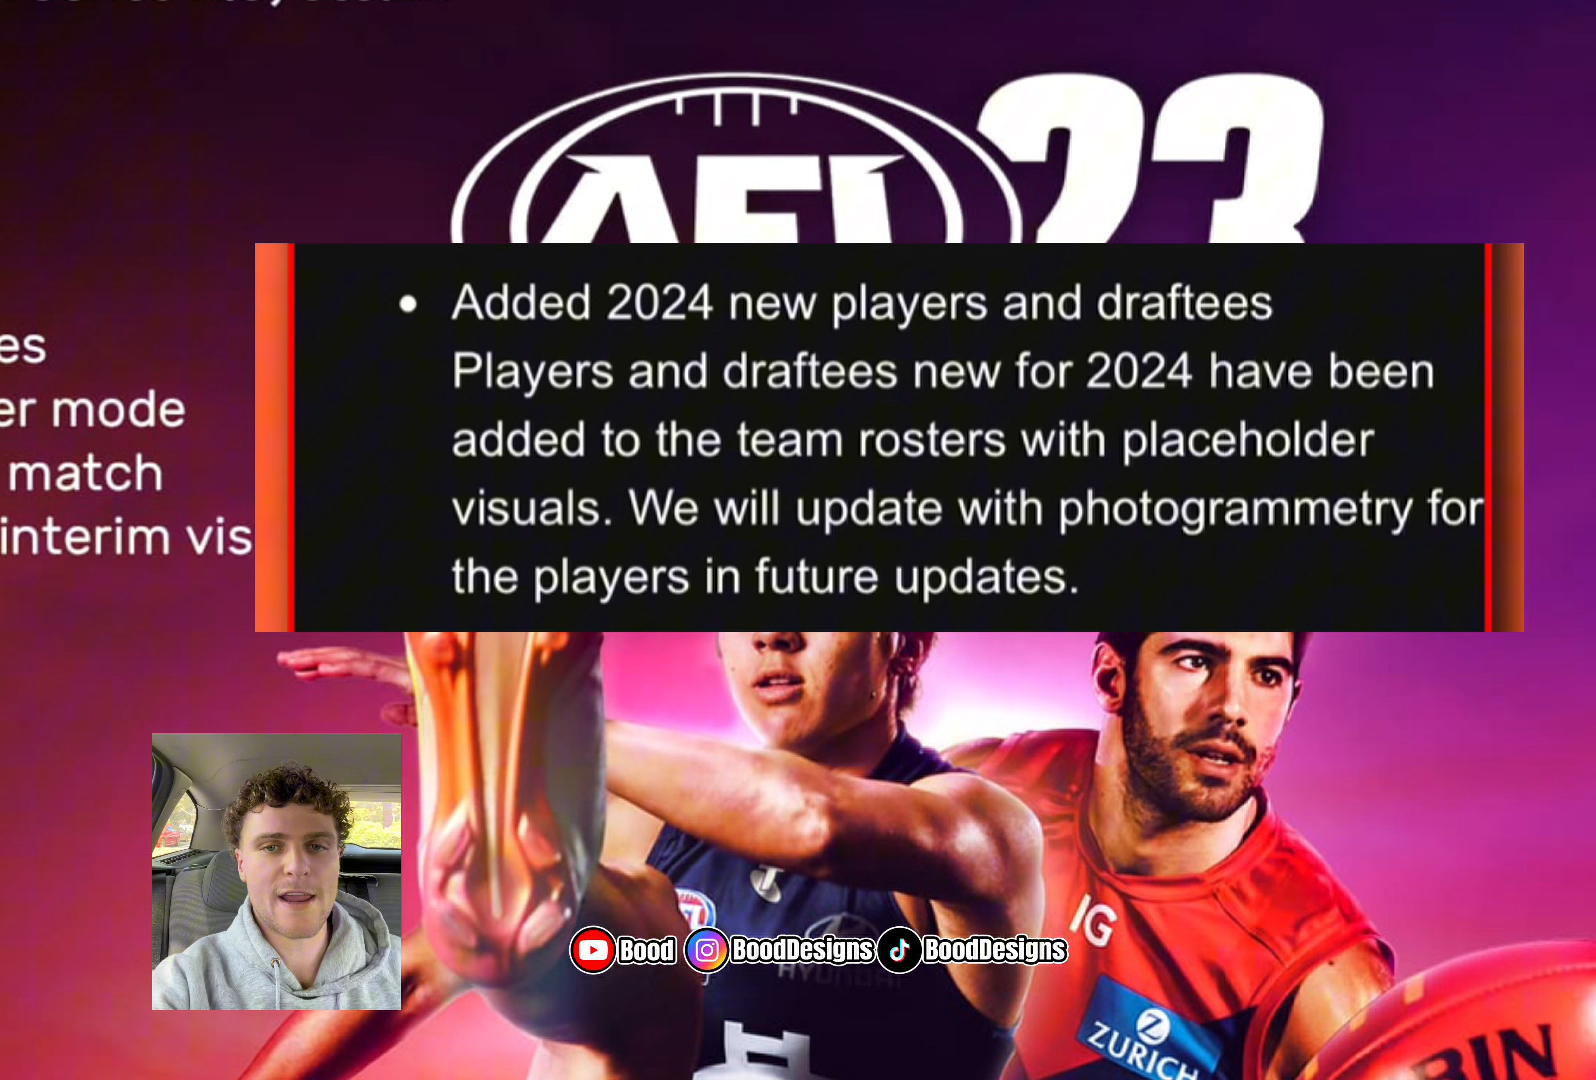 AFL 23
• Added 2024 new players and draftees
Players and draftees new for 2024 have been
added to the team rosters with placeholder
visuals. We will update with photogrammetry for
the players in future updates.
es
er mode
match
interim vis
IG
Bood BoodDesigns BoodDesigns
HYUNDAI
Z
ZURICH